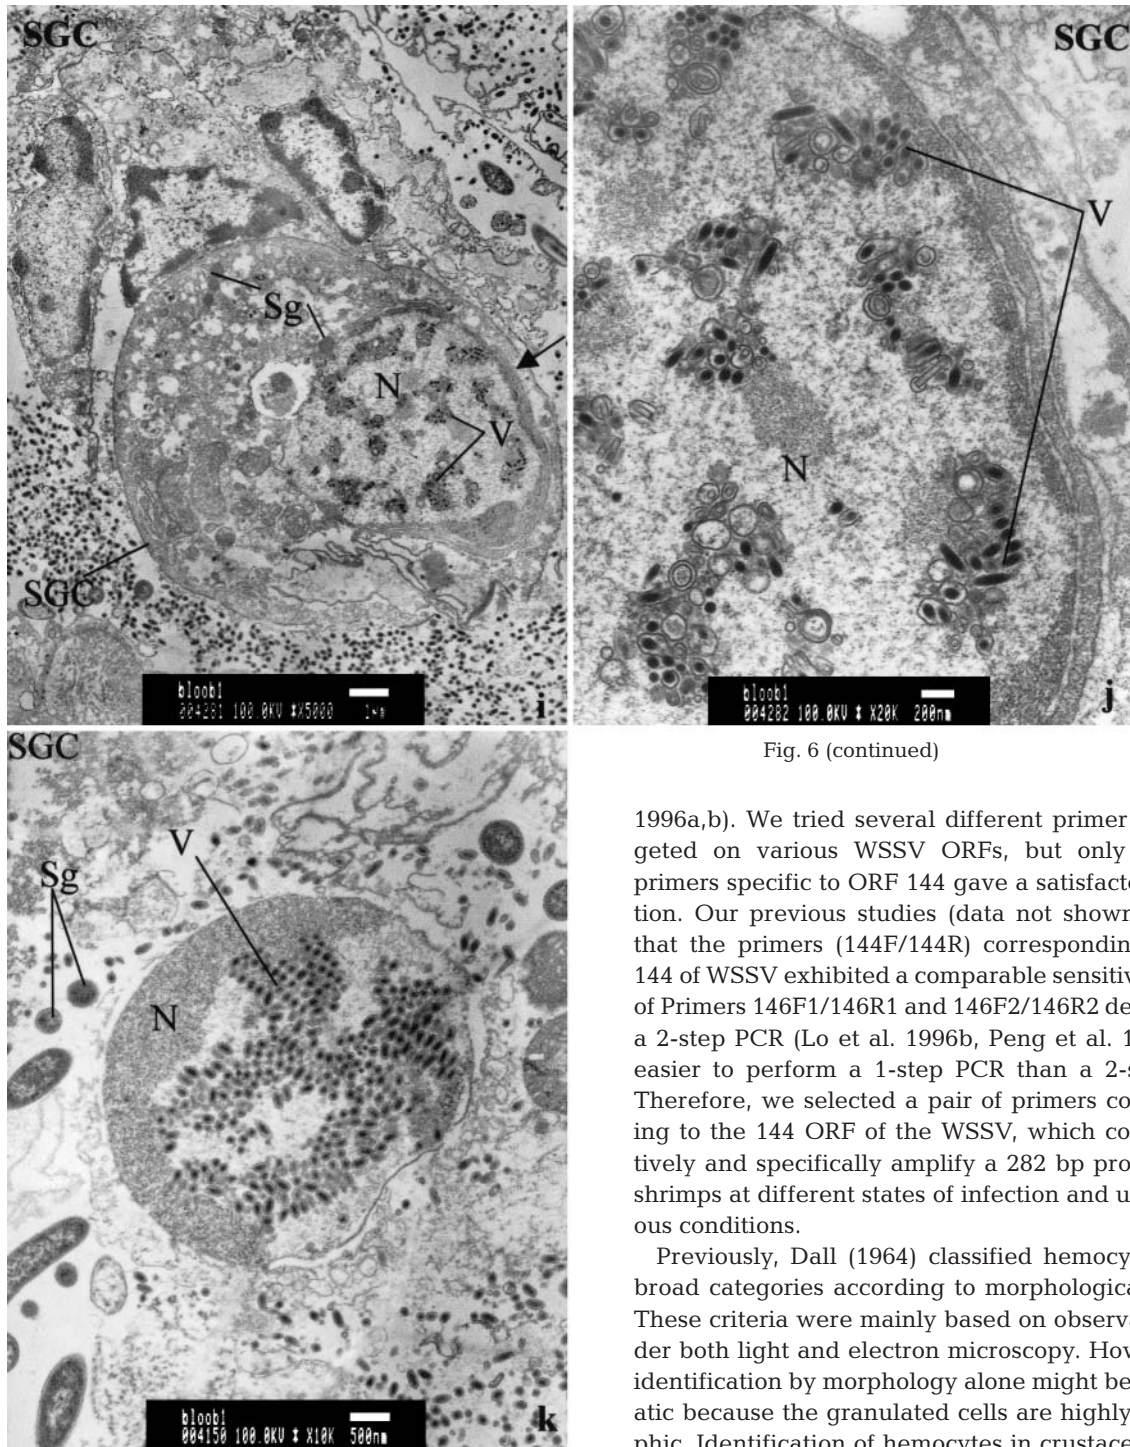 SGC
Sg
N
V
SGC
bloob1
004281 100.0KV X5000 1µm
i
SGC
V
N
bloob1
004282 100.0KV X20K 200nm
j
SGC
V
Sg
N
bloob1
004150 100.0KV X10K 500nm
k
Fig. 6 (continued)
1996a,b). We tried several different primer
geted on various WSSV ORFs, but only
primers specific to ORF 144 gave a satisfacto
tion. Our previous studies (data not shown
that the primers (144F/144R) correspondin
144 of WSSV exhibited a comparable sensitiv
of Primers 146F1/146R1 and 146F2/146R2 de
a 2-step PCR (Lo et al. 1996b, Peng et al. 1
easier to perform a 1-step PCR than a 2-s
Therefore, we selected a pair of primers co
ing to the 144 ORF of the WSSV, which co
tively and specifically amplify a 282 bp pro
shrimps at different states of infection and u
ous conditions.
Previously, Dall (1964) classified hemocy
broad categories according to morphologica
These criteria were mainly based on observa
der both light and electron microscopy. How
identification by morphology alone might be
atic because the granulated cells are highly
phic. Identification of hemocytes in crustace